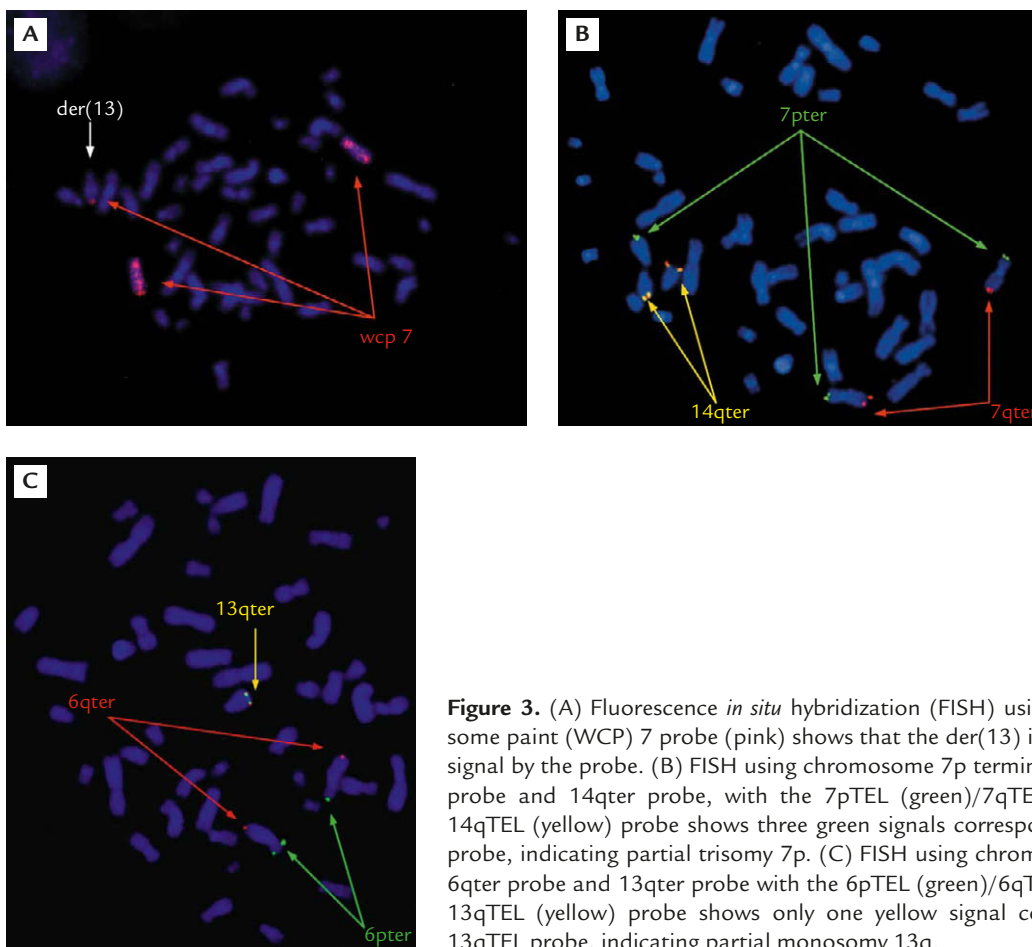 A
der(13)
wcp 7
B
7pter
14qter
7qter
C
13qter
6qter
6pter
Figure 3. (A) Fluorescence in situ hybridization (FISH) usi
some paint (WCP) 7 probe (pink) shows that the der(13) i
signal by the probe. (B) FISH using chromosome 7p termin
probe and 14qter probe, with the 7pTEL (green)/7qTE
14qTEL (yellow) probe shows three green signals correspo
probe, indicating partial trisomy 7p. (C) FISH using chrom
6qter probe and 13qter probe with the 6pTEL (green)/6qT
13qTEL (yellow) probe shows only one yellow signal c
13qTEL probe, indicating partial monosomy 13q.